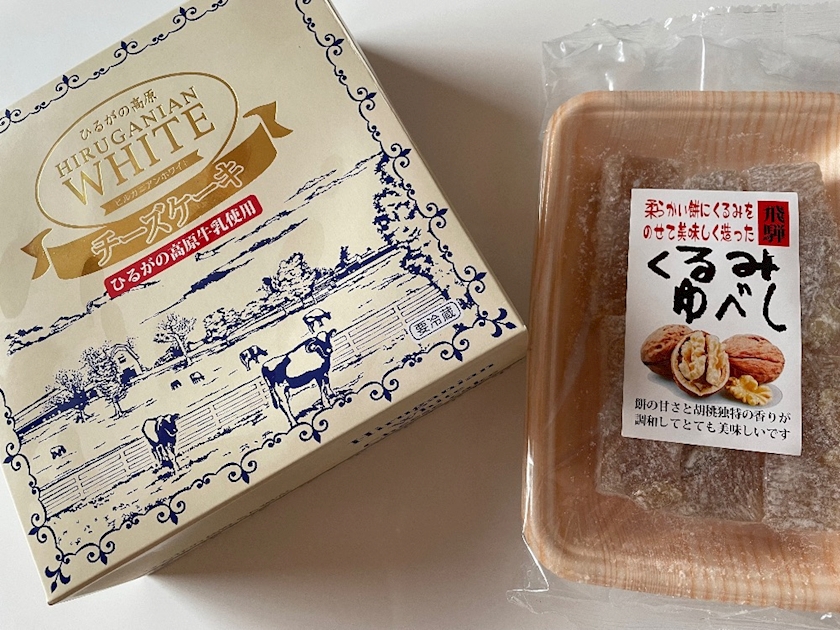 ひるがの高原
HIRUGANIAN
WHITE
ヒルガニアンホワイト
チーズケーキ
ひるがの高原牛乳使用
要冷蔵
柔らかい餅にくるみを
のせて美味しく造った
飛騨
くるみ
ゆべし
餅の甘さと胡桃独特の香りが
調和してとても美味しいです